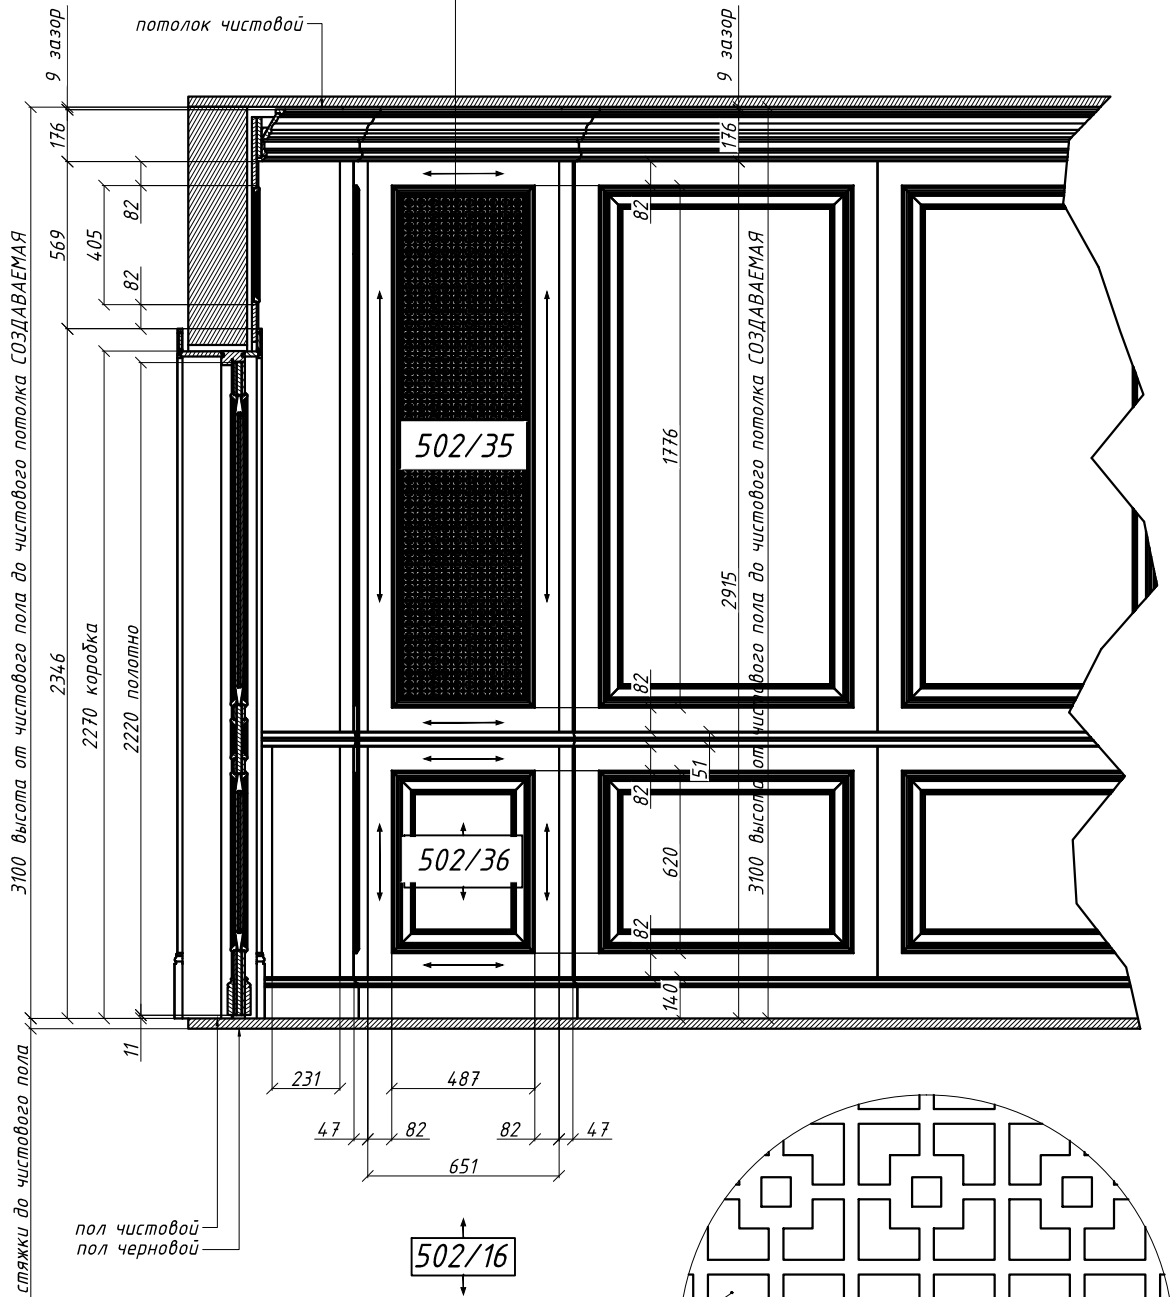 потолок чистовой
9 зазор
9 зазор
176
176
82
569
405
82
82
3100 высота от чистового пола до чистового потолка СОЗДАВАЕМАЯ
3100 высота от чистового пола до чистового потолка СОЗДАВАЕМАЯ
502/35
1776
2915
2346
2270 коробка
2220 полотно
82
51
82
502/36
620
82
140
11
231
487
47
82
82
47
651
стяжки до чистового пола
пол чистовой
пол черновой
502/16